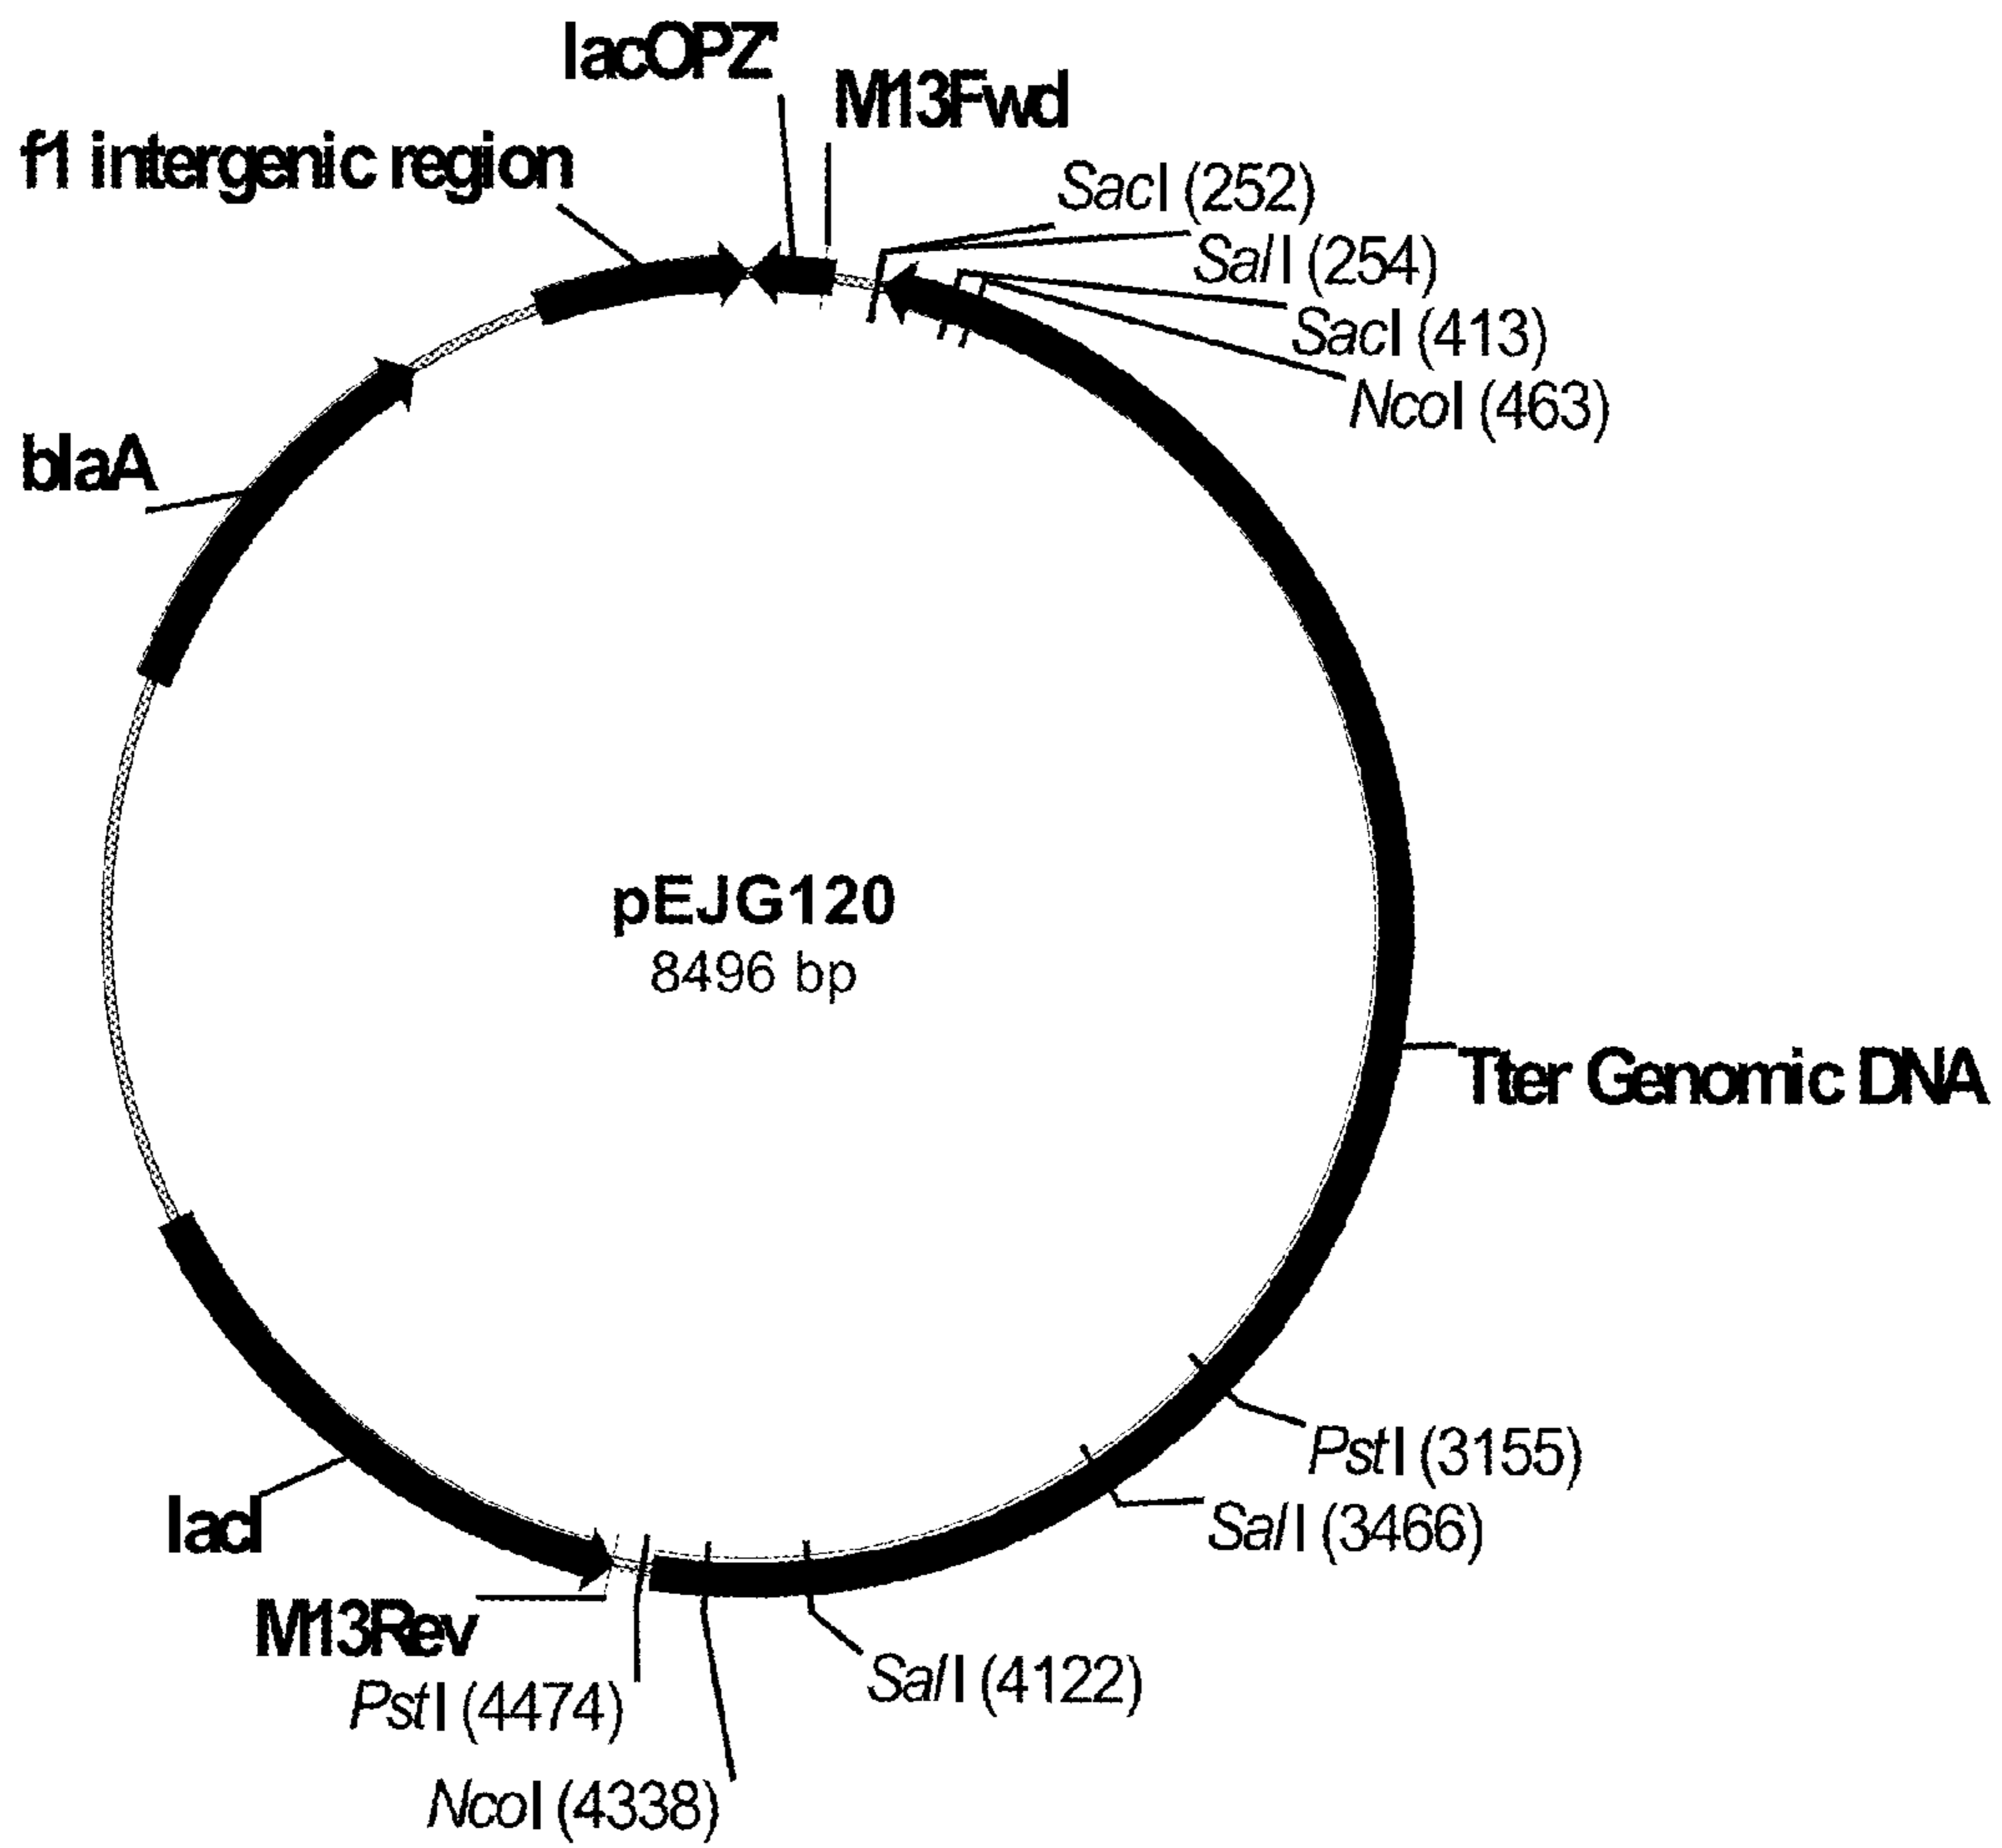 lacOPZ'
M13Fwd
f1 intergenic region
SacI (252)
SalI (254)
SacI (413)
NcoI (463)
blaA
pEJG120
8496 bp
Tter Genomic DNA
PstI (3155)
SalI (3466)
lacI
M13Rev
SalI (4122)
PstI (4474)
NcoI (4338)